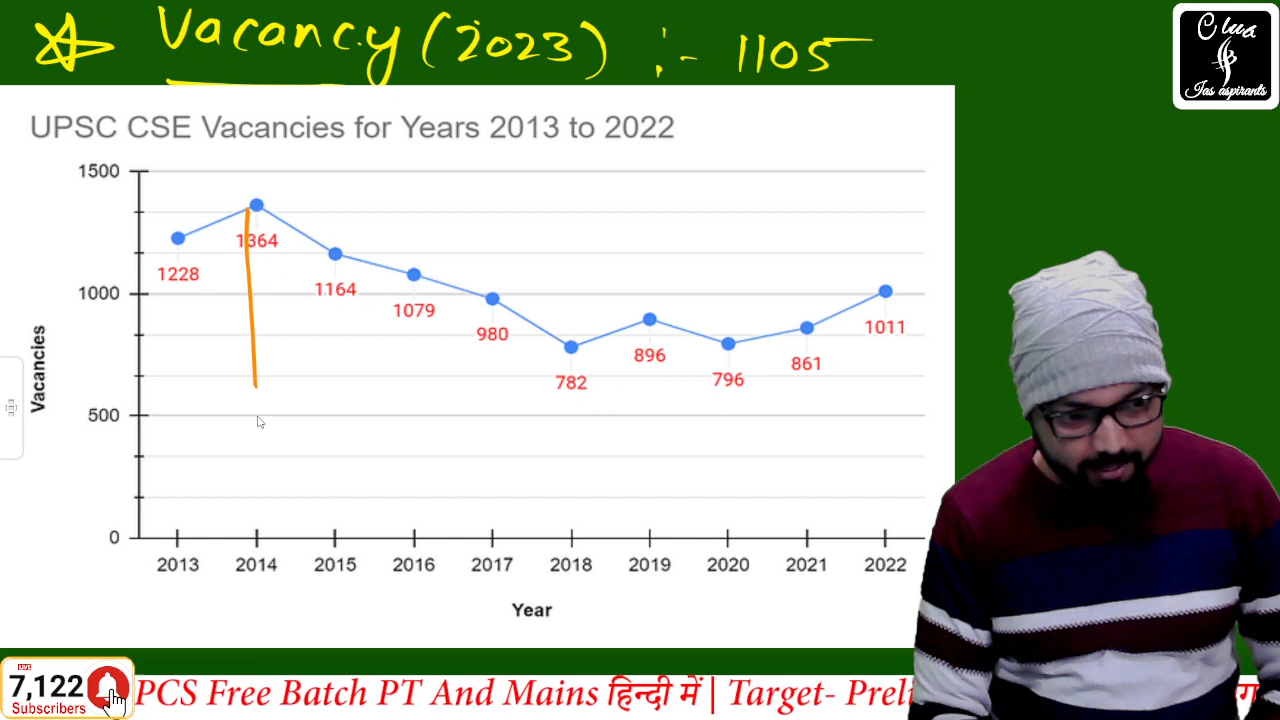 Vacancy (2023) :- 1105
Clua
Ias aspirants
UPSC CSE Vacancies for Years 2013 to 2022
1500
1000
500
0
Vacancies
1228
1364
1164
1079
980
782
896
796
861
1011
2013 2014 2015 2016 2017 2018 2019 2020 2021 2022
Year
LIVE
7,122
Subscribers
PCS Free Batch PT And Mains हिन्दी में | Target- Preli